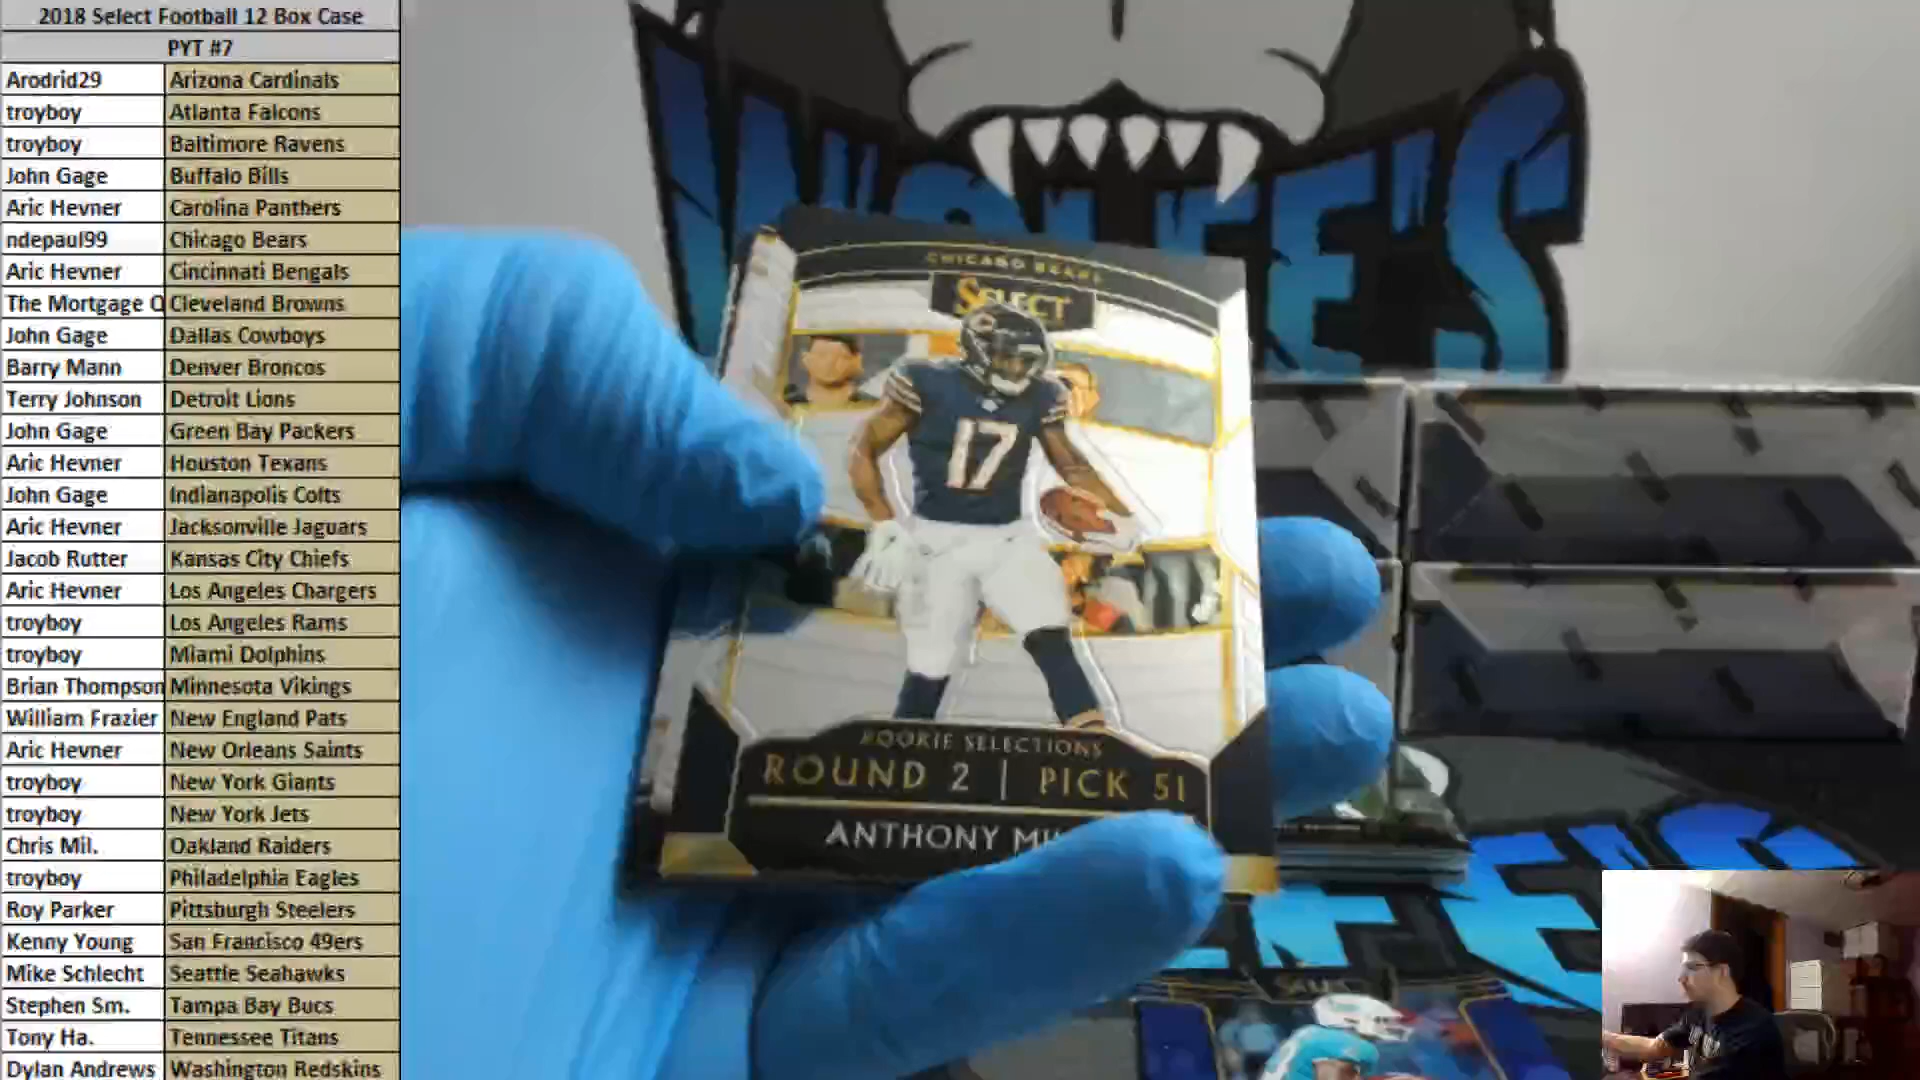 2018 Select Football 12 Box Case
PYT #7
Arodrid29 Arizona Cardinals
troyboy Atlanta Falcons
troyboy Baltimore Ravens
John Gage Buffalo Bills
Aric Hevner Carolina Panthers
ndepaul99 Chicago Bears
Aric Hevner Cincinnati Bengals
The Mortgage Cleveland Browns
John Gage Dallas Cowboys
Barry Mann Denver Broncos
Terry Johnson Detroit Lions
John Gage Green Bay Packers
Aric Hevner Houston Texans
John Gage Indianapolis Colts
Aric Hevner Jacksonville Jaguars
Jacob Rutter Kansas City Chiefs
Aric Hevner Los Angeles Chargers
troyboy Los Angeles Rams
troyboy Miami Dolphins
Brian Thompson Minnesota Vikings
William Frazier New England Pats
Aric Hevner New Orleans Saints
troyboy New York Giants
troyboy New York Jets
Chris Mil. Oakland Raiders
troyboy Philadelphia Eagles
Roy Parker Pittsburgh Steelers
Kenny Young San Francisco 49ers
Mike Schlecht Seattle Seahawks
Stephen Sm. Tampa Bay Bucs
Tony Ha. Tennessee Titans
Dylan Andrews Washington Redskins
CHICAGO BEARS
SELECT
17
ROOKIE SELECTIONS
ROUND 2 | PICK 51
ANTHONY